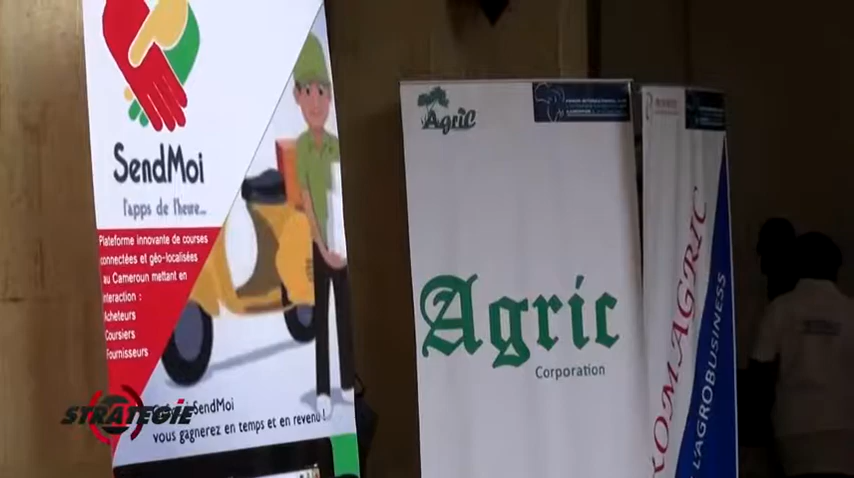 SendMoi
l'apps de l'heure...
Plateforme innovante de courses
connectées et géo-localisées
au Cameroun mettant en
interaction :
Acheteurs
Coursiers
Fournisseurs
SendMoi
vous gagnerez en temps et en revenu !
STRATEGIE
AgriC
Agric
Corporation
OMAGRIC
L'AGROBUSINESS